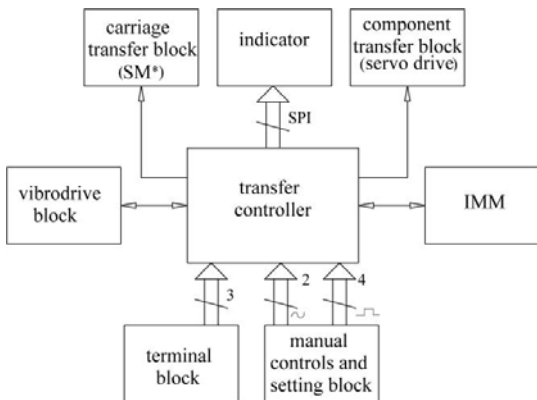 carriage
transfer block
(SM*)
indicator
component
transfer block
(servo drive)
SPI
vibrodrive
block
transfer
controller
IMM
3
2
4
terminal
block
manual
controls and
setting block